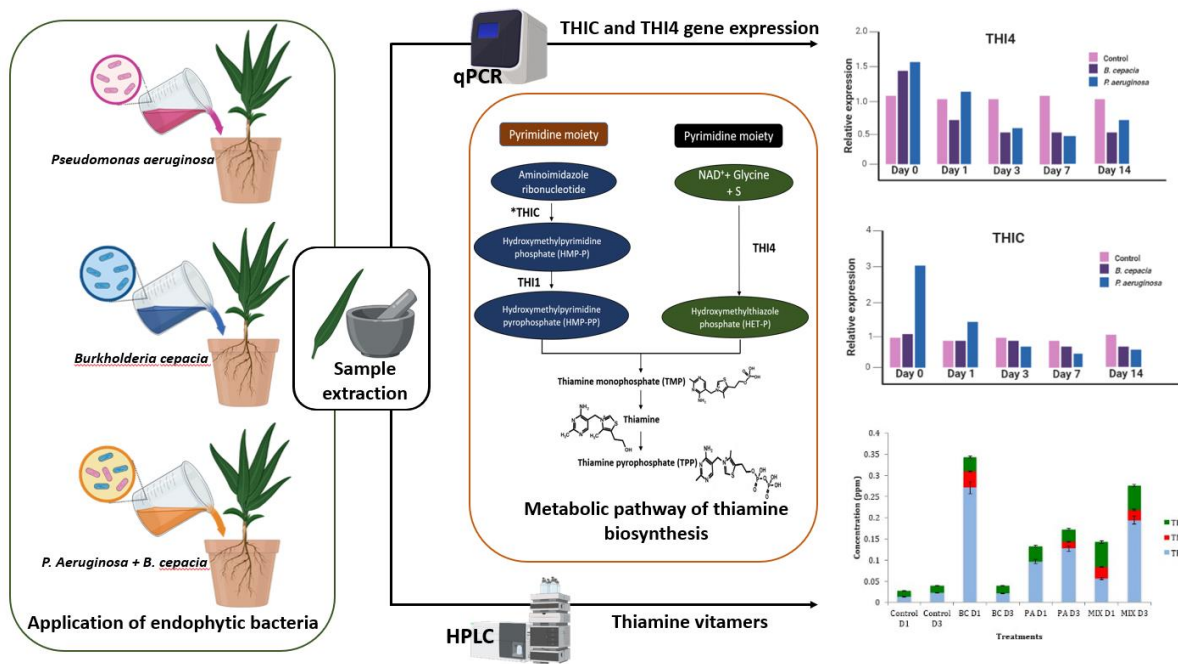 Pseudomonas aeruginosa
Burkholderia cepacia
P. Aeruginosa + B. cepacia
Application of endophytic bacteria
Sample
extraction
qPCR
THIC and THI4 gene expression
Pyrimidine moiety
Pyrimidine moiety
Aminoimidazole
ribonucleotide
NAD⁺+ Glycine
+ S
*THIC
THI4
Hydroxymethylpyrimidine
phosphate (HMP-P)
THI1
Hydroxymethylpyrimidine
pyrophosphate (HMP-PP)
Hydroxymethylthiazole
phosphate (HET-P)
Thiamine monophosphate (TMP)
Thiamine
Thiamine pyrophosphate (TPP)
Metabolic pathway of thiamine
biosynthesis
HPLC
Thiamine vitamers
THI4
Control
B. cepacia
P. aeruginosa
Relative expression
2.0
1.5
1.0
0.5
0
Day 0 Day 1 Day 3 Day 7 Day 14
THIC
Control
B. cepacia
P. aeruginosa
Relative expression
4
3
2
1
0
Day 0 Day 1 Day 3 Day 7 Day 14
Concentration (ppm)
0.4
0.35
0.3
0.25
0.2
0.15
0.1
0.05
0
Control D1 Control D3 BC D1 BC D3 PA D1 PA D3 MIX D1 MIX D3
Treatments